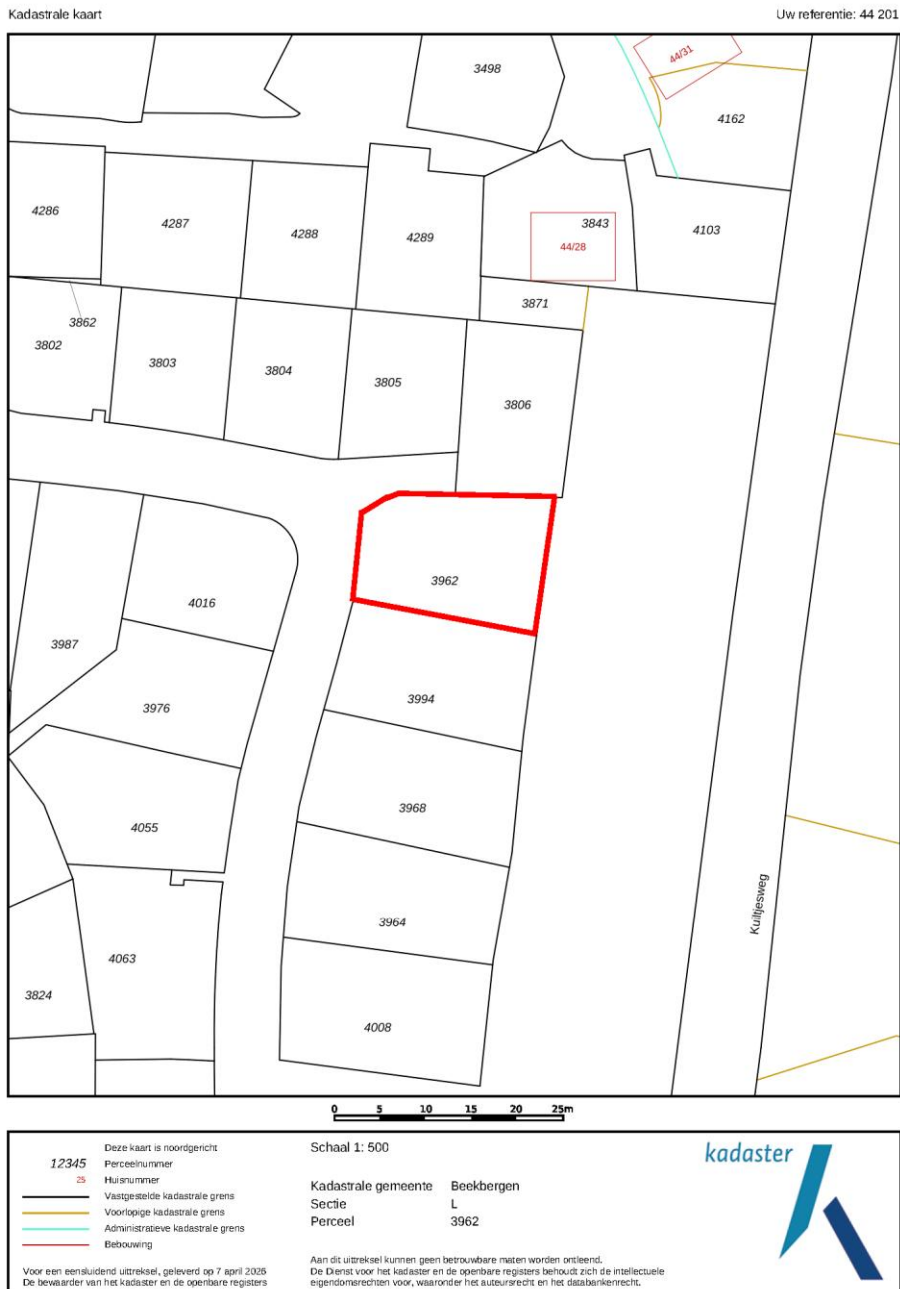 Kadastrale kaart
Uw referentie: 44 201
3498
44/31
4162
4286
4287
4288
4289
3843
44/28
4103
3871
3862
3802
3803
3804
3805
3806
3962
4016
3987
3976
3994
3968
4055
3964
4063
3824
4008
Kuiltjesweg
0 5 10 15 20 25m
Deze kaart is noordgericht
12345 Perceelnummer
25 Huisnummer
Vastgestelde kadastrale grens
Voorlopige kadastrale grens
Administratieve kadastrale grens
Bebouwing
Voor een eensluidend uittreksel, geleverd op 7 april 2026
De bewaarder van het kadaster en de openbare registers
Schaal 1: 500
Kadastrale gemeente Beekbergen
Sectie L
Perceel 3962
Aan dit uittreksel kunnen geen betrouwbare maten worden ontleend.
De Dienst voor het kadaster en de openbare registers behoudt zich de intellectuele
eigendomsrechten voor, waaronder het auteursrecht en het databankenrecht.
kadaster